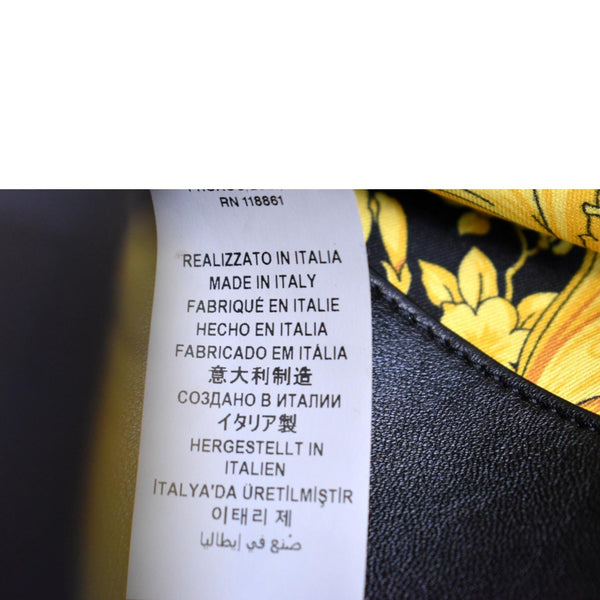 RN 118861
REALIZZATO IN ITALIA
MADE IN ITALY
FABRIQUÉ EN ITALIE
HECHO EN ITALIA
FABRICADO EM ITÁLIA
意大利制造
СОЗДАНО В ИТАЛИИ
イタリア製
HERGESTELLT IN
ITALIEN
İTALYA'DA ÜRETİLMİŞTİR
이태리 제
صُنع في إيطاليا